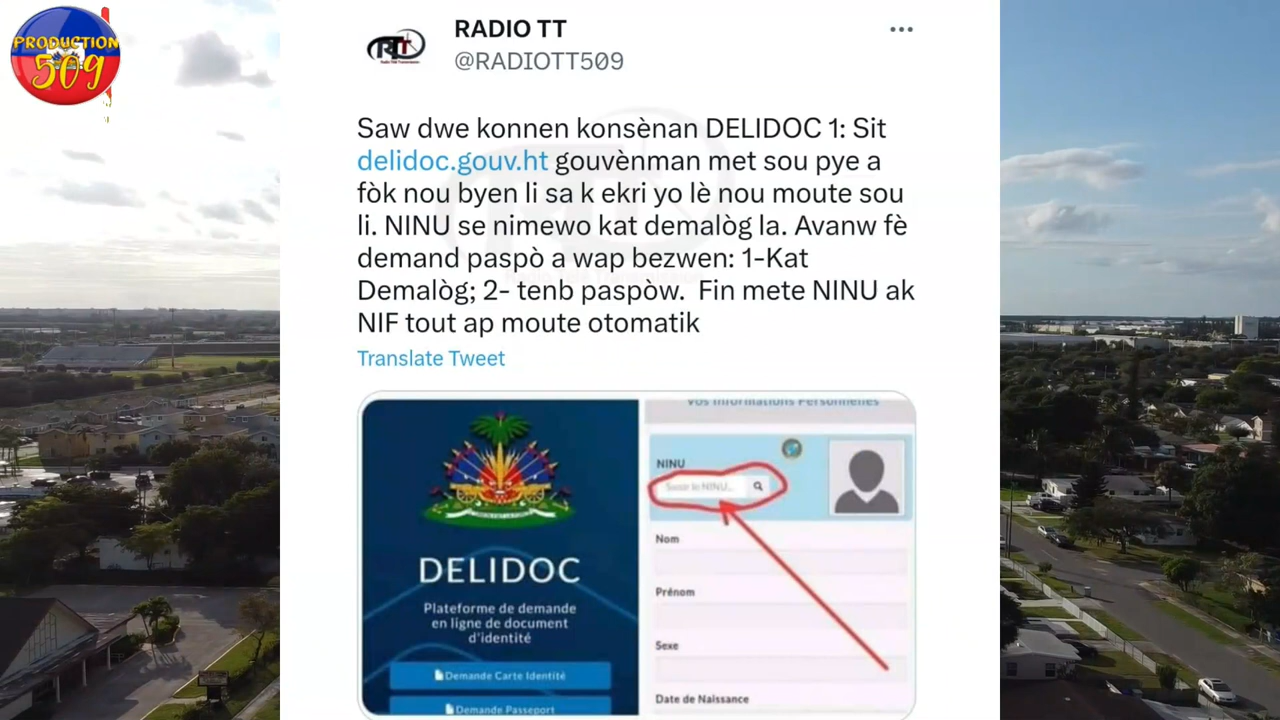 PRODUCTION
509
RADIO TT
@RADIOTT509
Saw dwe konnen konsènan DELIDOC 1: Sit
delidoc.gouv.ht gouvènman met sou pye a
fòk nou byen li sa k ekri yo lè nou moute sou
li. NINU se nimewo kat demalòg la. Avanw fè
demand paspò a wap bezwen: 1-Kat
Demalòg; 2- tenb paspòw. Fin mete NINU ak
NIF tout ap moute otomatik
Translate Tweet
DELIDOC
Plateforme de demande
en ligne de document
d'identité
Demande Carte Identité
Demande Passeport
Vos Informations Personnelles
NINU
Saisir le NINU...
Nom
Prénom
Sexe
Date de Naissance